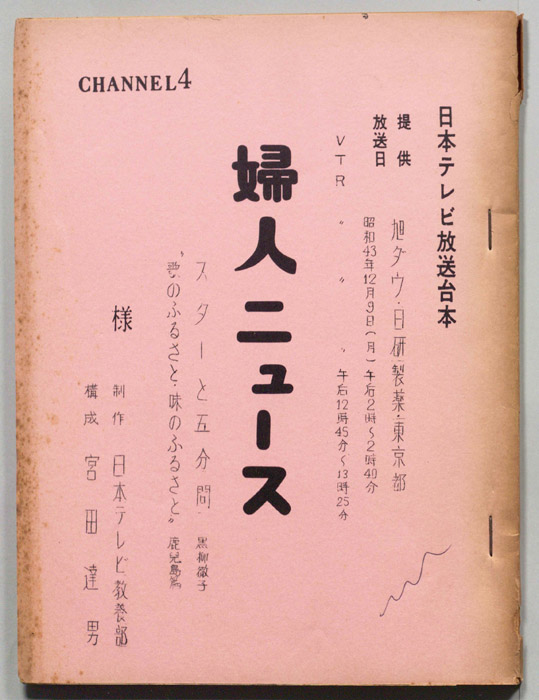 CHANNEL4
日本テレビ放送台本
提供 旭ダウ・日研製薬・東京都
放送日 昭和43年12月9日(月)午後2時〜2時40分
VTR 〃 〃 〃 午后12時45分〜13時25分
婦人ニュース
スターと五分間 黒柳徹子
〝歌のふるさと・味のふるさと〟 鹿児島篇
様
制作 日本テレビ教養部
構成 宮田達男